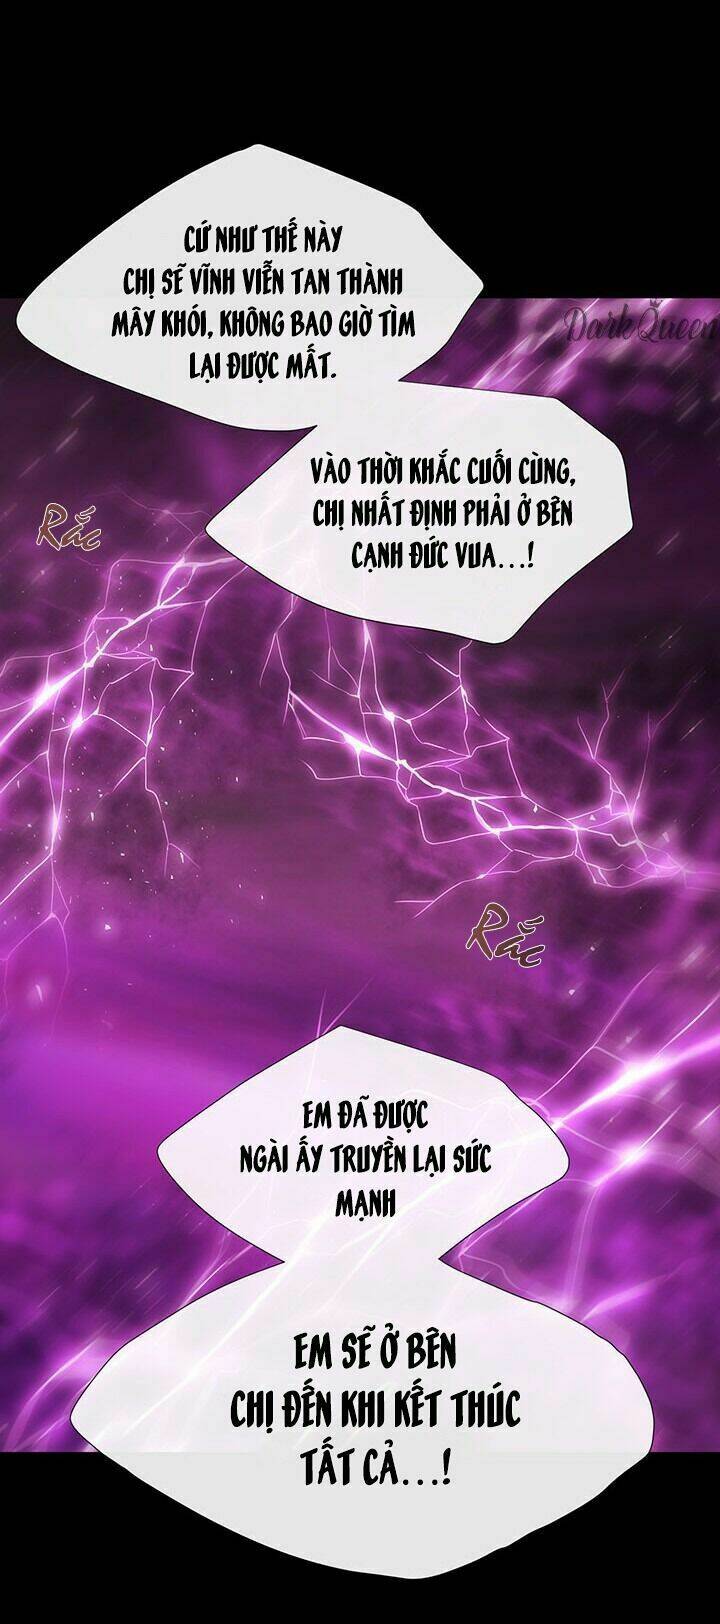 CỨ NHƯ THẾ NÀY
CHỊ SẼ VĨNH VIỄN TAN THÀNH
MÂY KHÓI, KHÔNG BAO GIỜ TÌM
LẠI ĐƯỢC MẤT.
DarkQueen
VÀO THỜI KHẮC CUỐI CÙNG,
CHỊ NHẤT ĐỊNH PHẢI Ở BÊN
CẠNH ĐỨC VUA...!
Rắc
Rắc
EM ĐÃ ĐƯỢC
NGÀI ẤY TRUYỀN LẠI SỨC
MẠNH
EM SẼ Ở BÊN
CHỊ ĐẾN KHI KẾT THÚC
TẤT CẢ...!